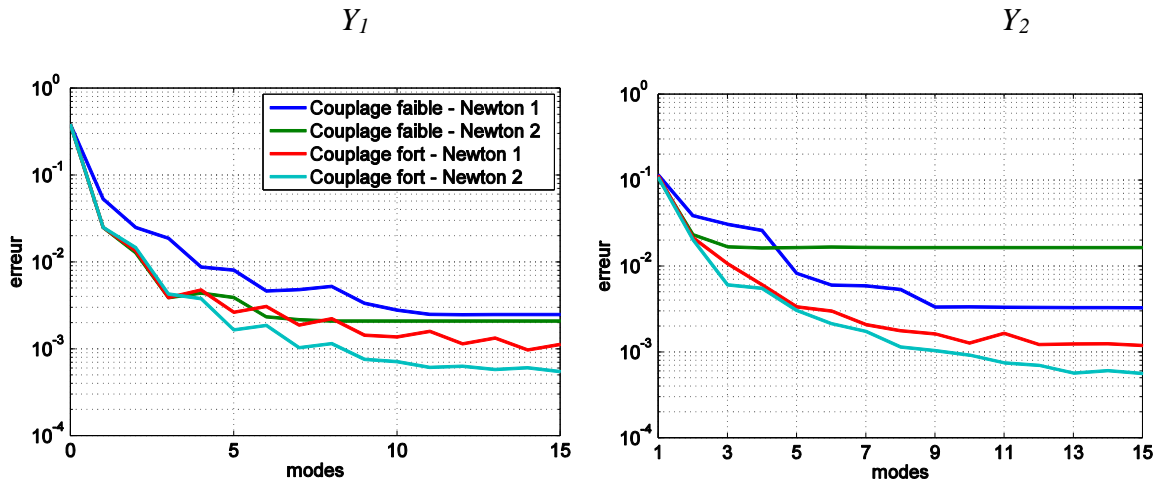 Y1
Y2
10^0
10^-1
10^-2
10^-3
10^-4
erreur
Couplage faible - Newton 1
Couplage faible - Newton 2
Couplage fort - Newton 1
Couplage fort - Newton 2
0 5 10 15
modes
10^0
10^-1
10^-2
10^-3
10^-4
erreur
1 3 5 7 9 11 13 15
modes